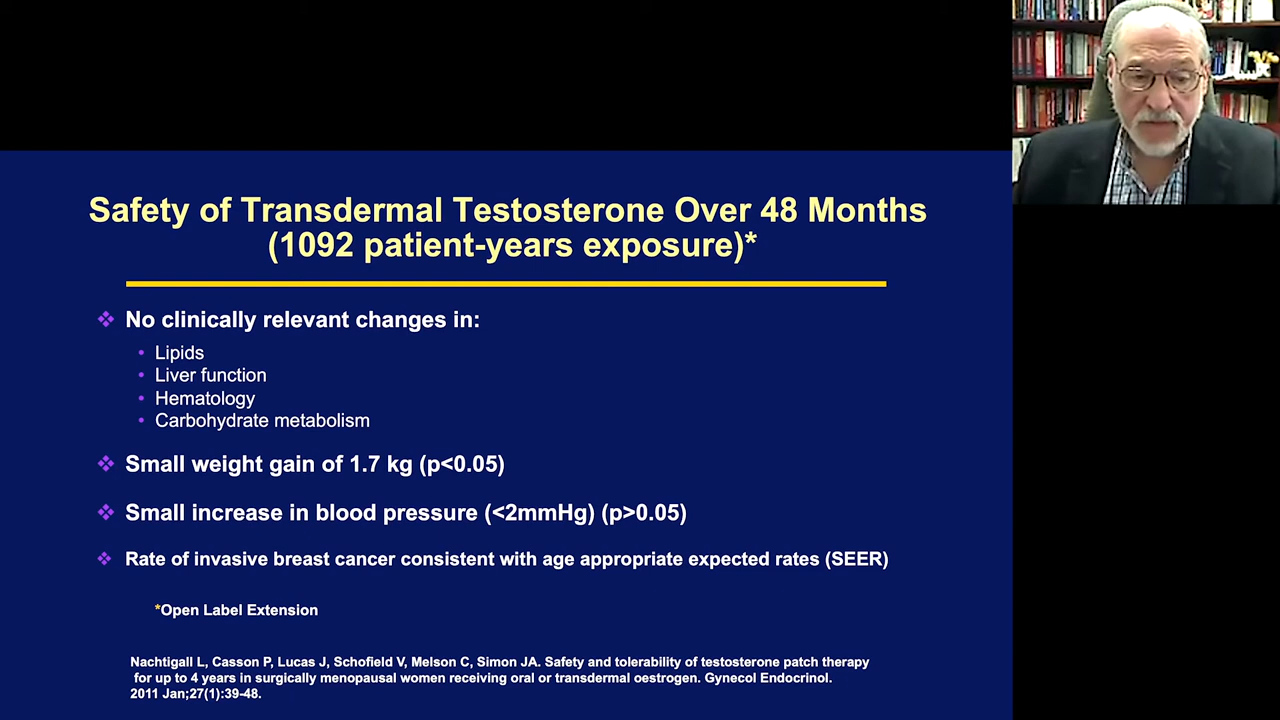 Safety of Transdermal Testosterone Over 48 Months
(1092 patient-years exposure)*
❖ No clinically relevant changes in:
• Lipids
• Liver function
• Hematology
• Carbohydrate metabolism
❖ Small weight gain of 1.7 kg (p<0.05)
❖ Small increase in blood pressure (<2mmHg) (p>0.05)
❖ Rate of invasive breast cancer consistent with age appropriate expected rates (SEER)
*Open Label Extension
Nachtigall L, Casson P, Lucas J, Schofield V, Melson C, Simon JA. Safety and tolerability of testosterone patch therapy
for up to 4 years in surgically menopausal women receiving oral or transdermal oestrogen. Gynecol Endocrinol.
2011 Jan;27(1):39-48.